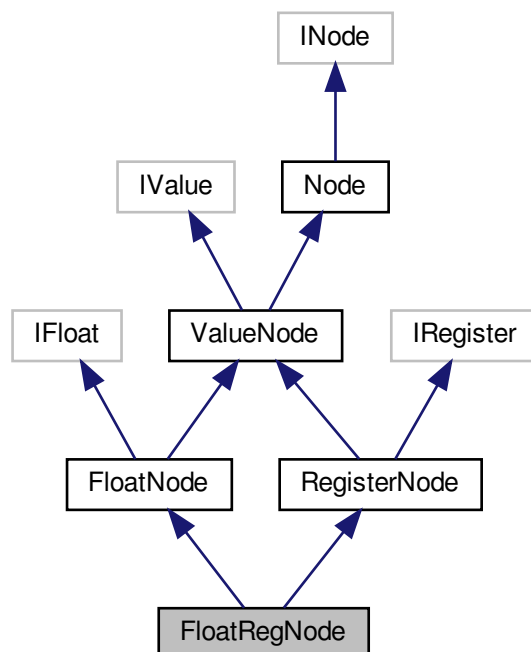 INode
IValue
Node
IFloat
ValueNode
IRegister
FloatNode
RegisterNode
FloatRegNode